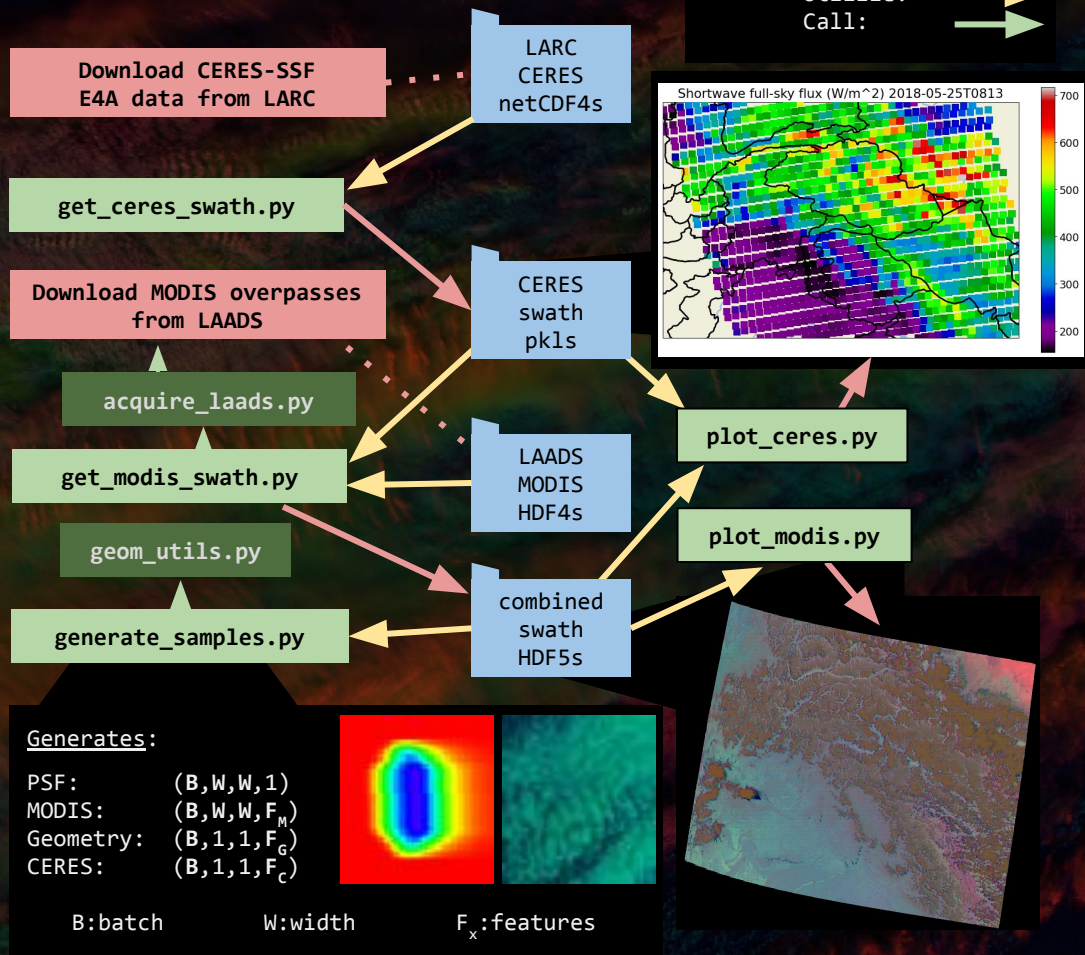 Call:
Download CERES-SSF
E4A data from LARC
LARC
CERES
netCDF4s
get_ceres_swath.py
Shortwave full-sky flux (W/m^2) 2018-05-25T0813
700
600
500
400
300
200
Download MODIS overpasses
from LAADS
CERES
swath
pkls
acquire_laads.py
get_modis_swath.py
LAADS
MODIS
HDF4s
plot_ceres.py
plot_modis.py
geom_utils.py
generate_samples.py
combined
swath
HDF5s
Generates:
PSF: (B,W,W,1)
MODIS: (B,W,W,F_M)
Geometry: (B,1,1,F_G)
CERES: (B,1,1,F_C)
B:batch W:width F_x:features